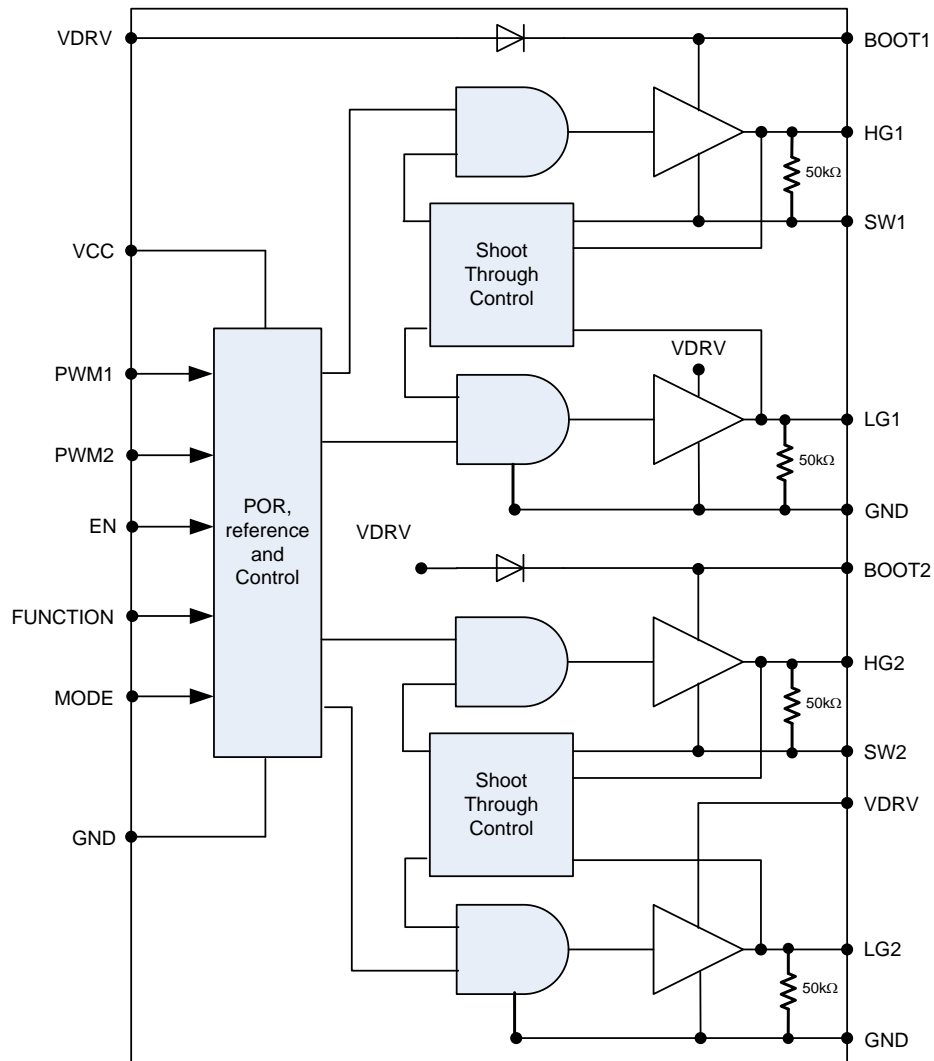 VDRV
BOOT1
HG1
50kΩ
SW1
VCC
Shoot
Through
Control
VDRV
PWM1
LG1
PWM2
50kΩ
POR,
reference
and
Control
GND
EN
VDRV
BOOT2
FUNCTION
HG2
MODE
50kΩ
SW2
Shoot
Through
Control
VDRV
GND
LG2
50kΩ
GND